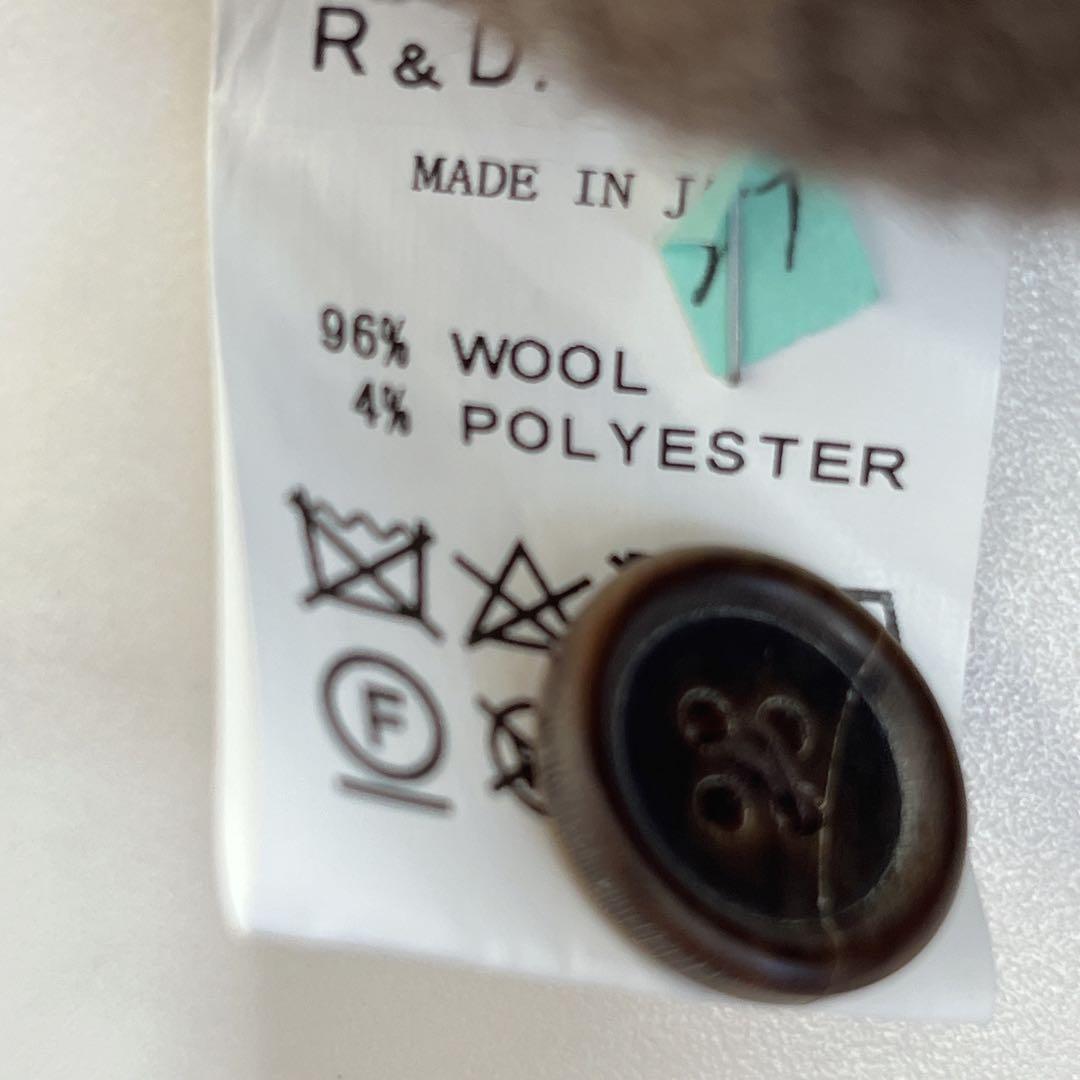 R & D.
MADE IN J
96% WOOL
4% POLYESTER
F